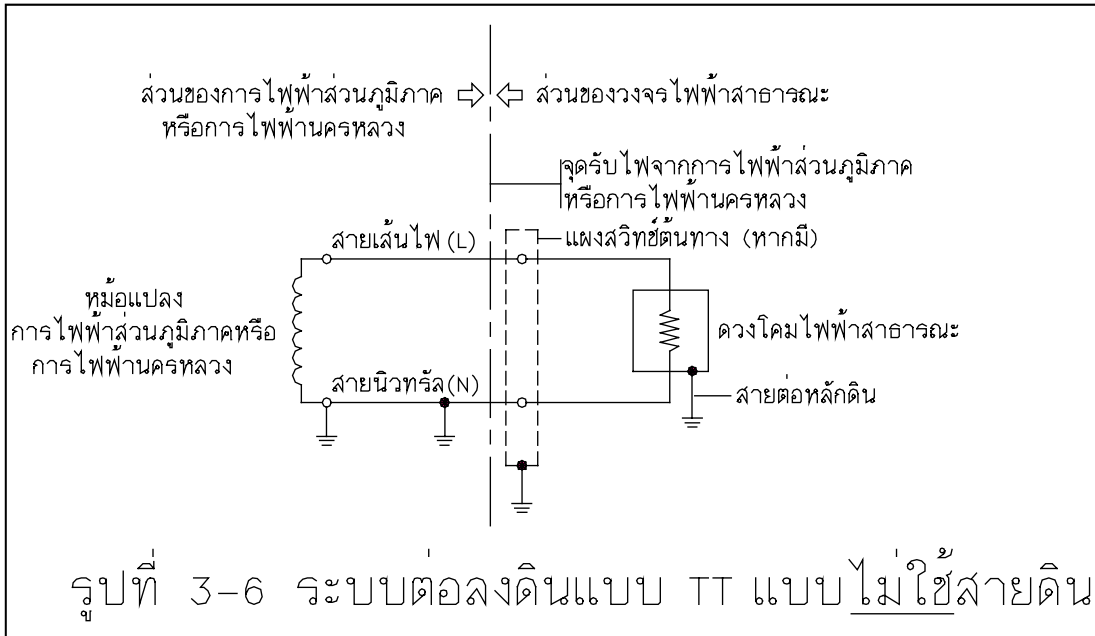 ส่วนของการไฟฟ้าส่วนภูมิภาค
หรือการไฟฟ้านครหลวง
ส่วนของวงจรไฟฟ้าสาธารณะ
จุดรับไฟจากการไฟฟ้าส่วนภูมิภาค
หรือการไฟฟ้านครหลวง
แผงสวิทช์ต้นทาง (หากมี)
สายเส้นไฟ (L)
หม้อแปลง
การไฟฟ้าส่วนภูมิภาคหรือ
การไฟฟ้านครหลวง
ดวงโคมไฟฟ้าสาธารณะ
สายนิวทรัล(N)
สายต่อหลักดิน
รูปที่ 3-6 ระบบต่อลงดินแบบ TT แบบไม่ใช้สายดิน